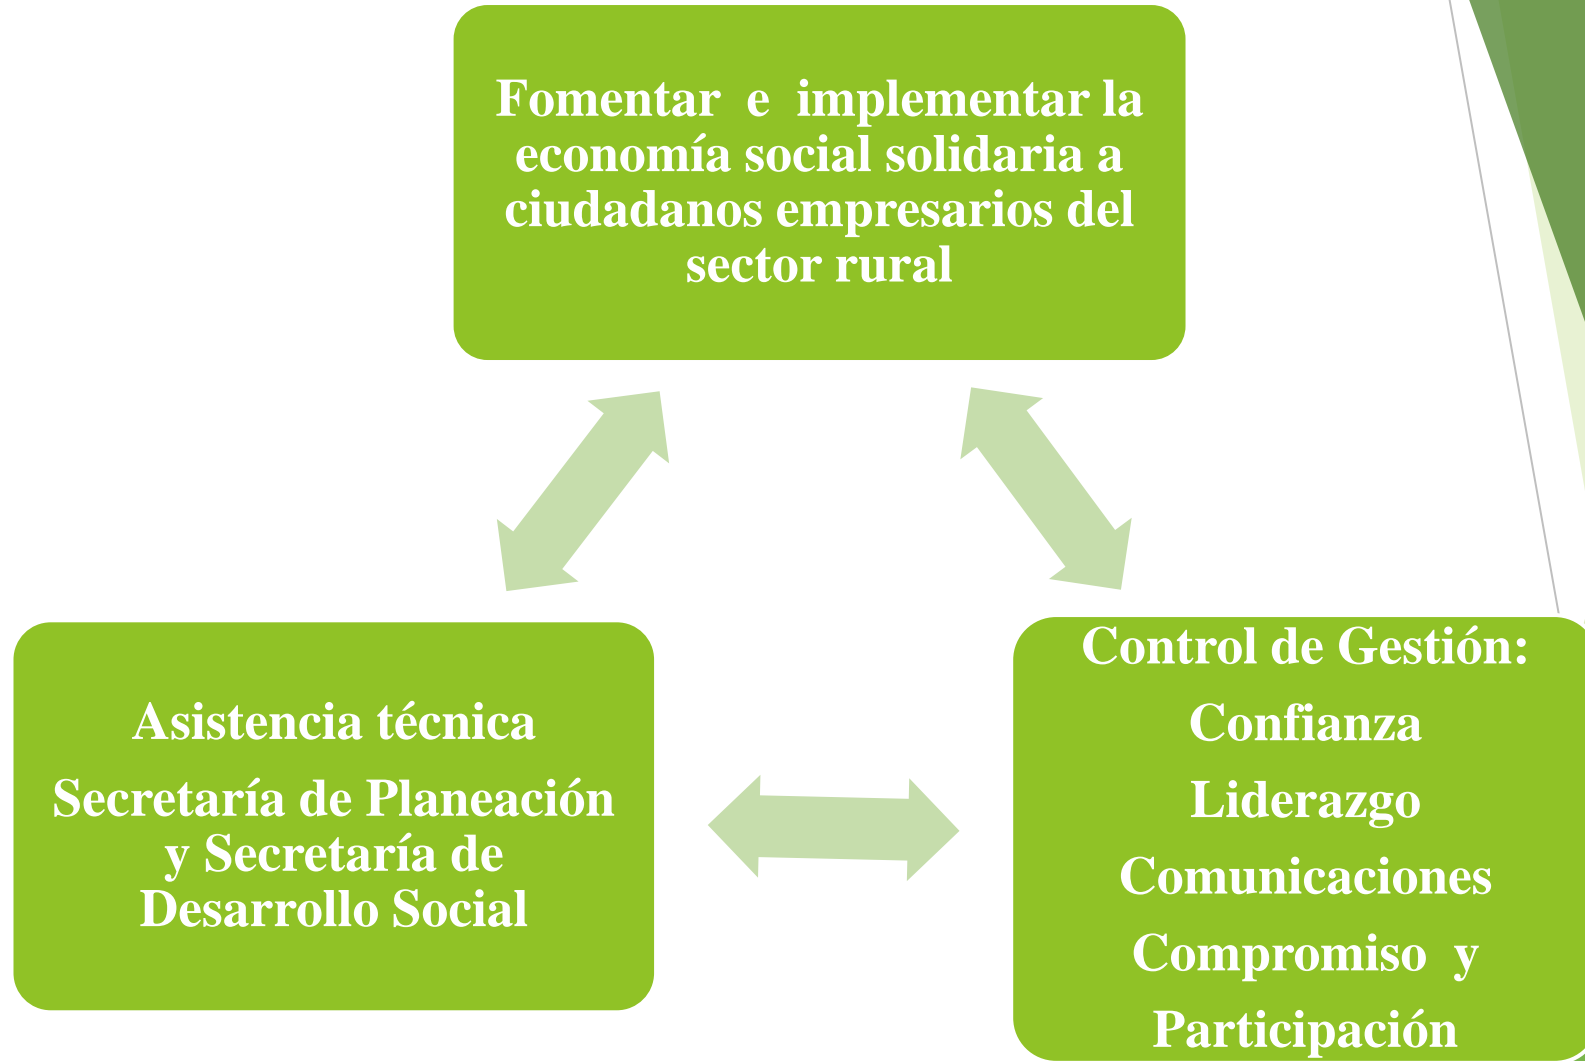 Fomentar e implementar la
economía social solidaria a
ciudadanos empresarios del
sector rural
Asistencia técnica
Secretaría de Planeación
y Secretaría de
Desarrollo Social
Control de Gestión:
Confianza
Liderazgo
Comunicaciones
Compromiso y
Participación